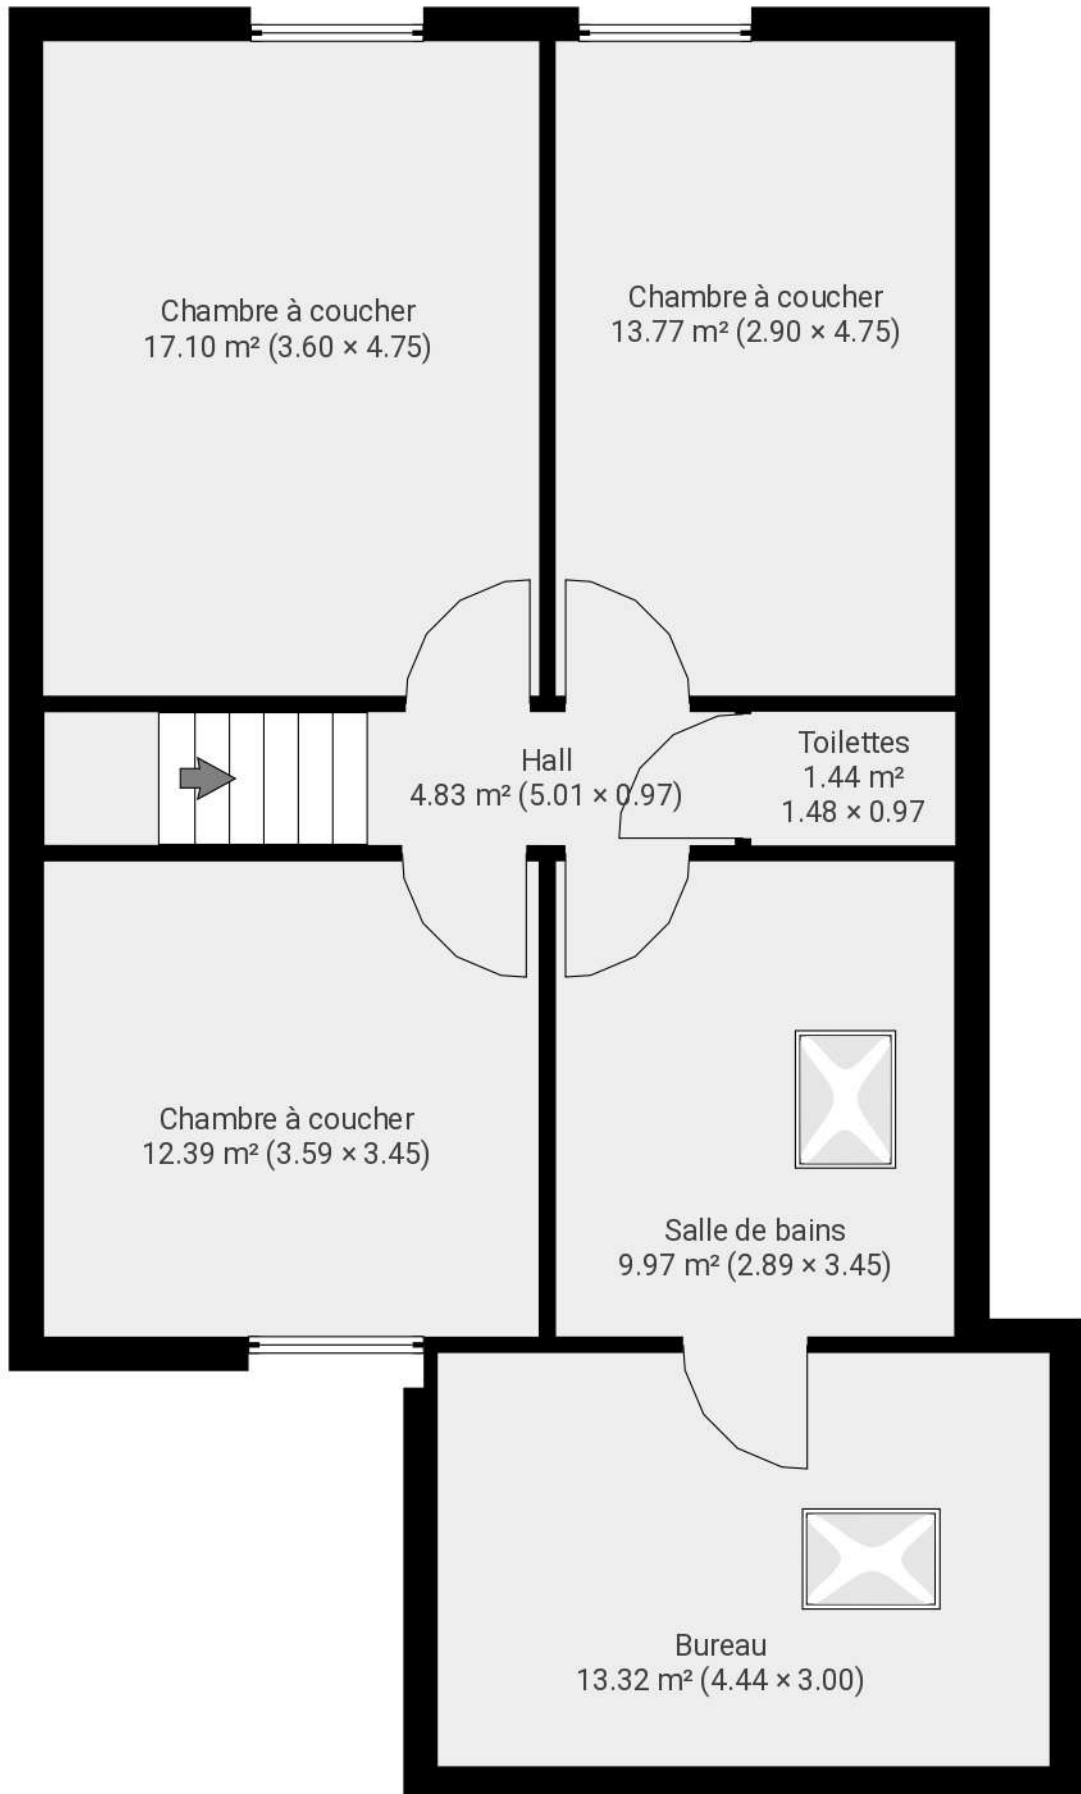 Chambre à coucher
17.10 m² (3.60 × 4.75)
Chambre à coucher
13.77 m² (2.90 × 4.75)
Hall
4.83 m² (5.01 × 0.97)
Toilettes
1.44 m²
1.48 × 0.97
Chambre à coucher
12.39 m² (3.59 × 3.45)
Salle de bains
9.97 m² (2.89 × 3.45)
Bureau
13.32 m² (4.44 × 3.00)